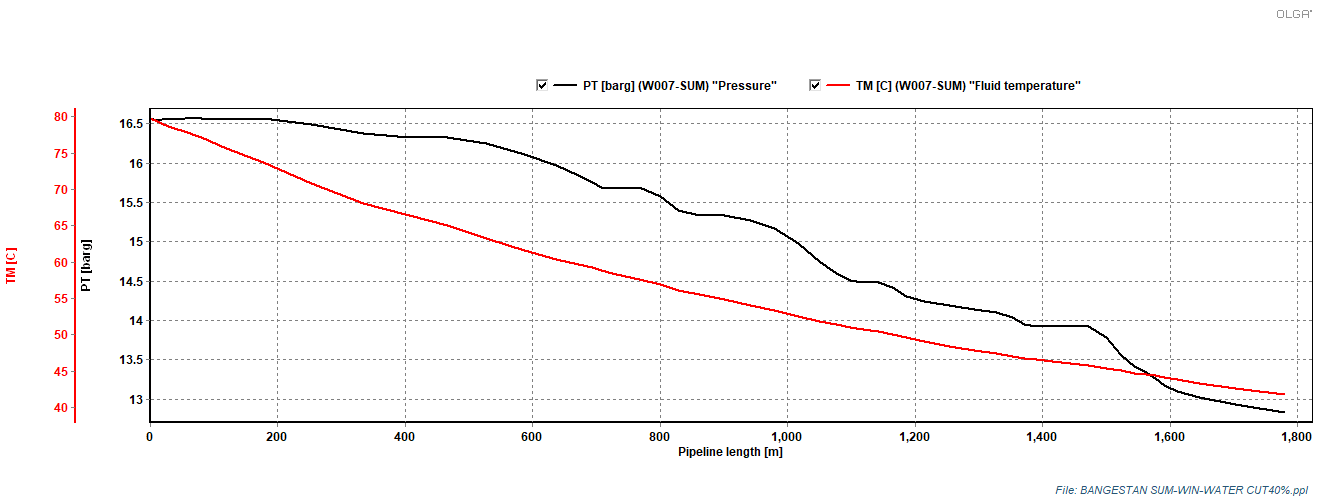 OLGA
PT [barg] (W007-SUM) "Pressure"
TM [C] (W007-SUM) "Fluid temperature"
TM [C]
80
75
70
65
60
55
50
45
40
PT [barg]
16.5
16
15.5
15
14.5
14
13.5
13
0 200 400 600 800 1,000 1,200 1,400 1,600 1,800
Pipeline length [m]
File: BANGESTAN SUM-WIN-WATER CUT40%.ppl